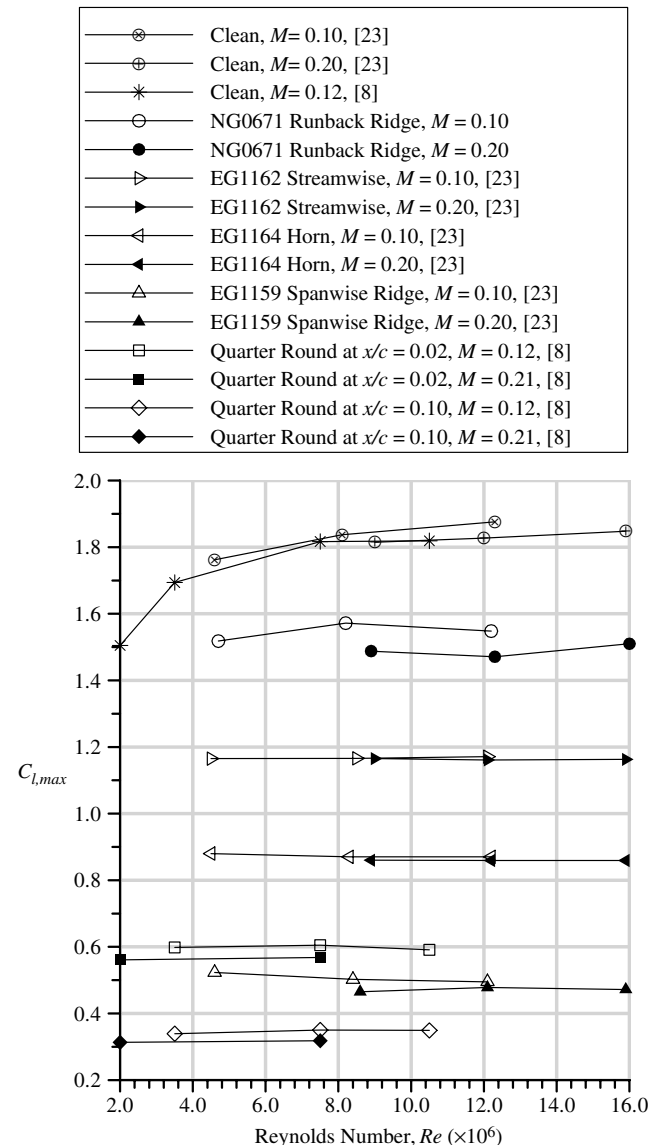 Clean, M= 0.10, [23]
Clean, M= 0.20, [23]
Clean, M= 0.12, [8]
NG0671 Runback Ridge, M = 0.10
NG0671 Runback Ridge, M = 0.20
EG1162 Streamwise, M = 0.10, [23]
EG1162 Streamwise, M = 0.20, [23]
EG1164 Horn, M = 0.10, [23]
EG1164 Horn, M = 0.20, [23]
EG1159 Spanwise Ridge, M = 0.10, [23]
EG1159 Spanwise Ridge, M = 0.20, [23]
Quarter Round at x/c = 0.02, M = 0.12, [8]
Quarter Round at x/c = 0.02, M = 0.21, [8]
Quarter Round at x/c = 0.10, M = 0.12, [8]
Quarter Round at x/c = 0.10, M = 0.21, [8]
2.0
1.8
1.6
1.4
1.2
C_{l,max}
1.0
0.8
0.6
0.4
0.2
2.0 4.0 6.0 8.0 10.0 12.0 14.0 16.0
Reynolds Number, Re (×10⁶)